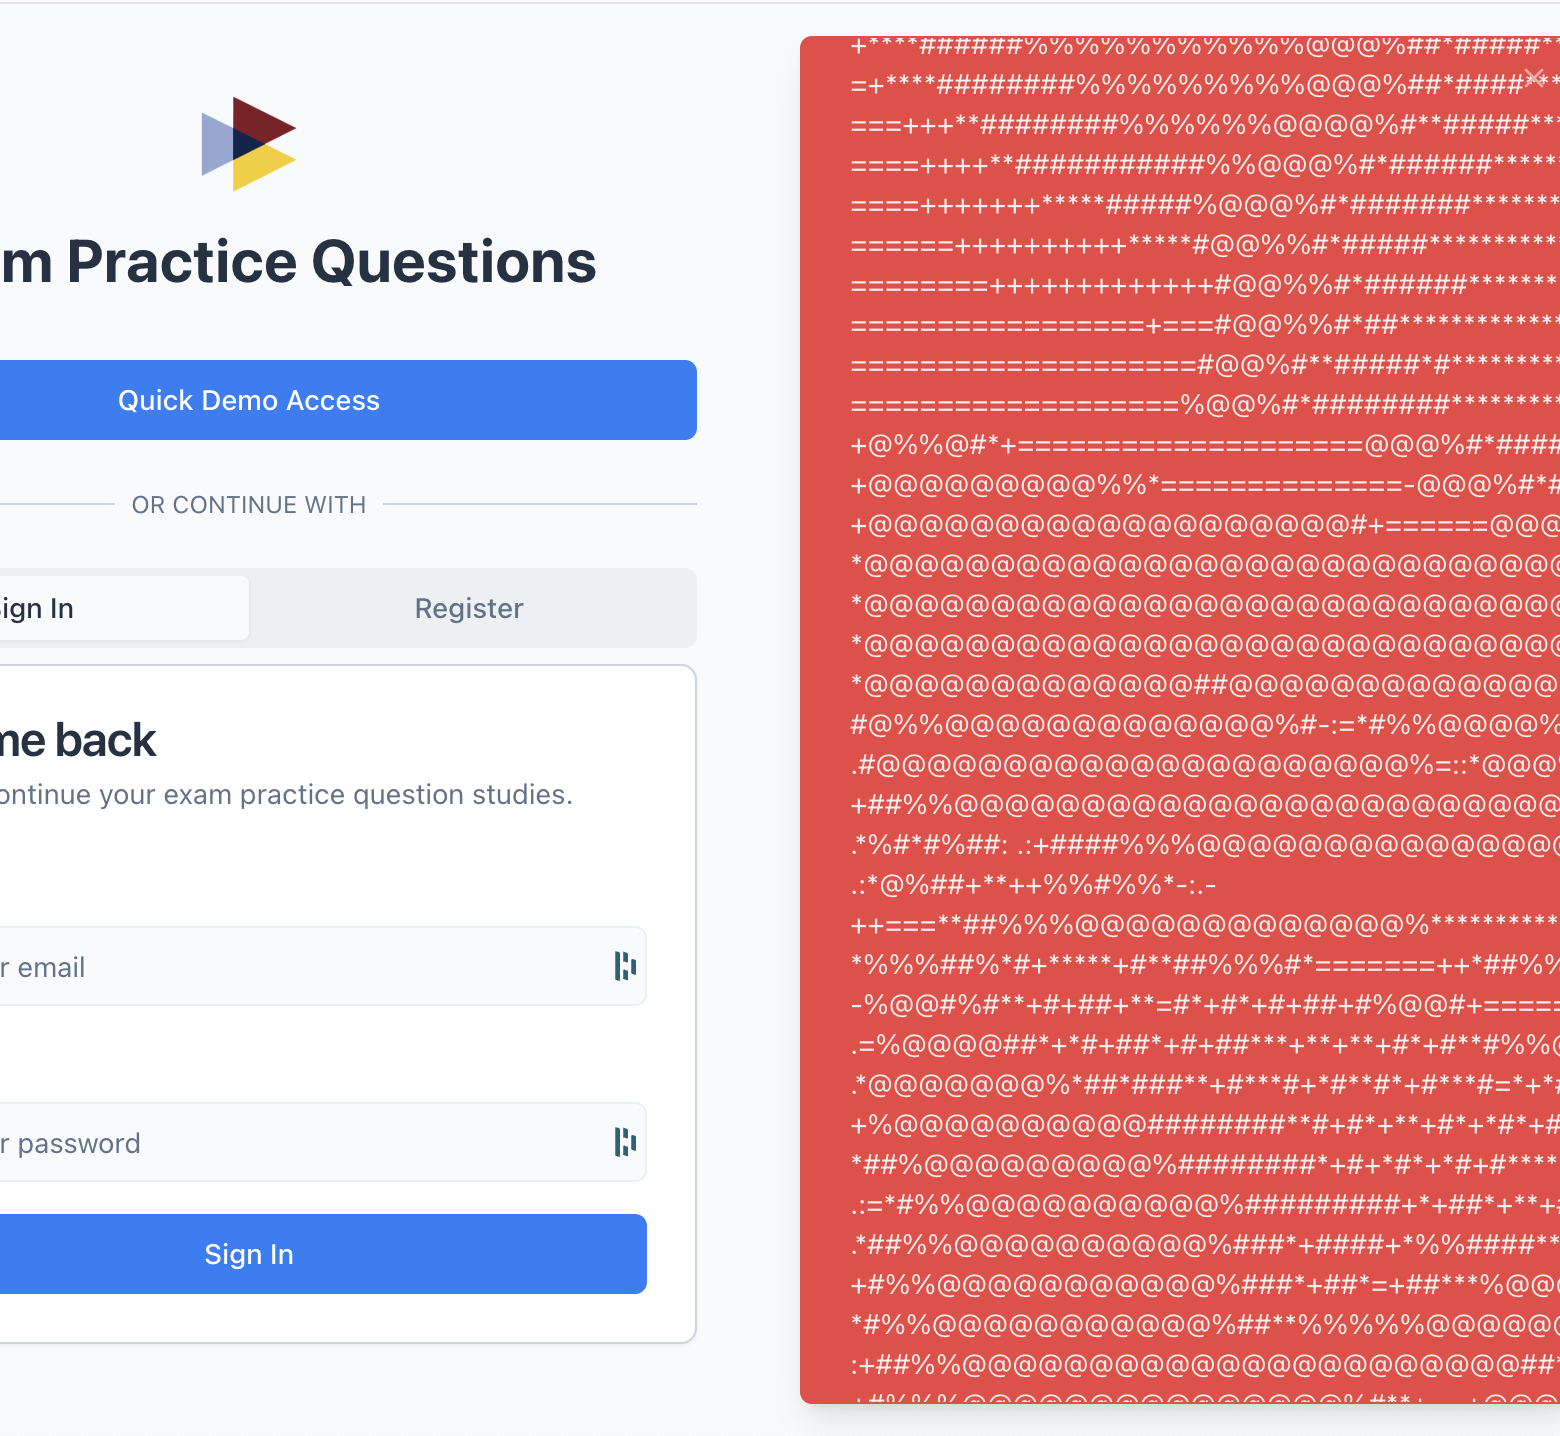 m Practice Questions
Quick Demo Access
OR CONTINUE WITH
ign In
Register
me back
ontinue your exam practice question studies.
r email
r password
Sign In
=+****########%%%%%%%%%@@@%##*####***
===+++**########%%%%%%@@@@%#**#####***
====++++**###########%%@@@%#*######******
====+++++++*****#####%@@@%#*#######*******
======++++++++++*****#@@%%#*#####**********
========+++++++++++++#@@%%#*######*******
=================+===#@@%%#*##*************
====================#@@%#**#####*#*********
===================%@@%#*########*********
+@%%@#*+====================@@@%#*####
+@@@@@@@@@%%*==============-@@@%#*#
.:*@%##+**++%%#%%*-:.-
++===**##%%%@@@@@@@@@@@@@%**********
*%%%##%*#+*****+#**##%%%#*=======++*##%%
-%@@#%#**+#+##+**=#*+#*+#+##+#%@@#+=====
.=%@@@@##*+*#+##*+#+##***+**+**+#*+#**#%%@
.*@@@@@@@%*##*###**+#***#+*#**#*+#***#=*+*#
+%@@@@@@@@@@########**#+#*+**+#*+*#*+#
*##%@@@@@@@@@%########*+#+*#*+*#+#****
.:=*#%%@@@@@@@@@@%#########+*+##*+**+#
.*##%%@@@@@@@@@@%###*+####+*%%####**
+#%%@@@@@@@@@@@%###*+##*=+##***%@@@
*#%%@@@@@@@@@@@%##**%%%%%@@@@@@